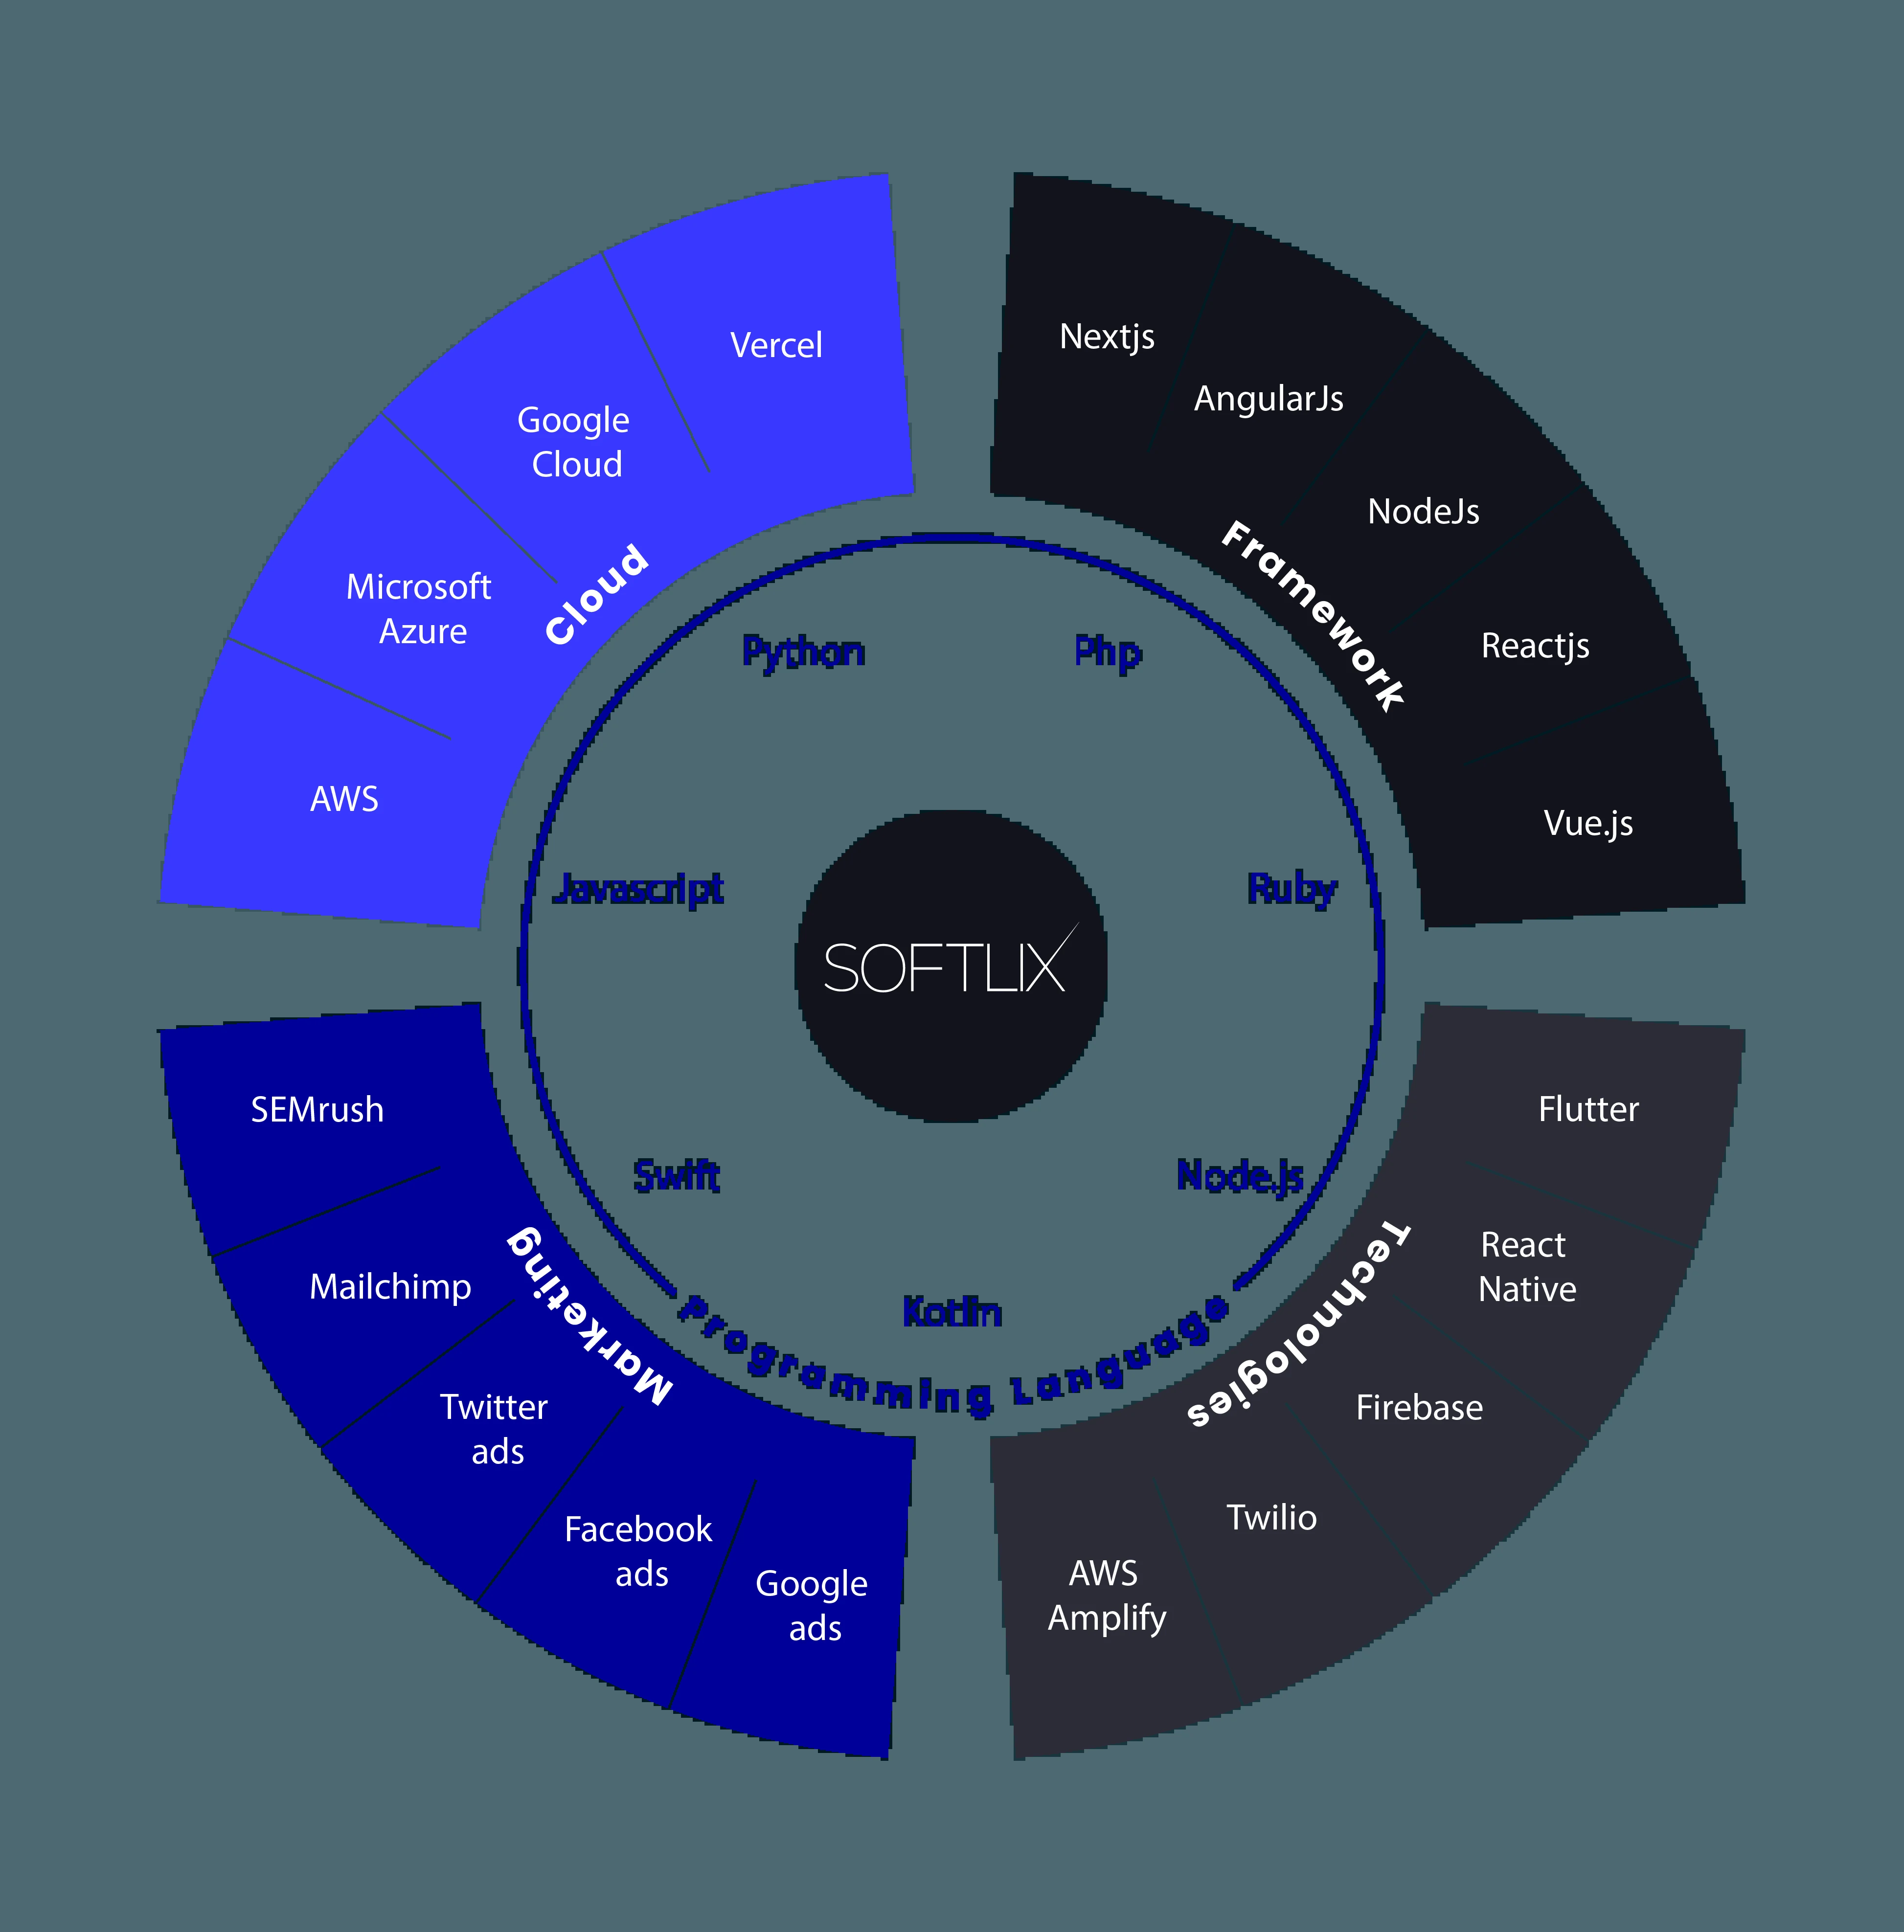 Vercel
Google
Cloud
Microsoft
Azure
AWS
Cloud
Nextjs
AngularJs
NodeJs
Reactjs
Vue.js
Framework
Python
Php
Javascript
Ruby
SOFTLIX
Swift
Node.js
Kotlin
Programming Language
SEMrush
Mailchimp
Twitter
ads
Facebook
ads
Google
ads
Marketing
Flutter
React
Native
Firebase
Twilio
AWS
Amplify
Technologies